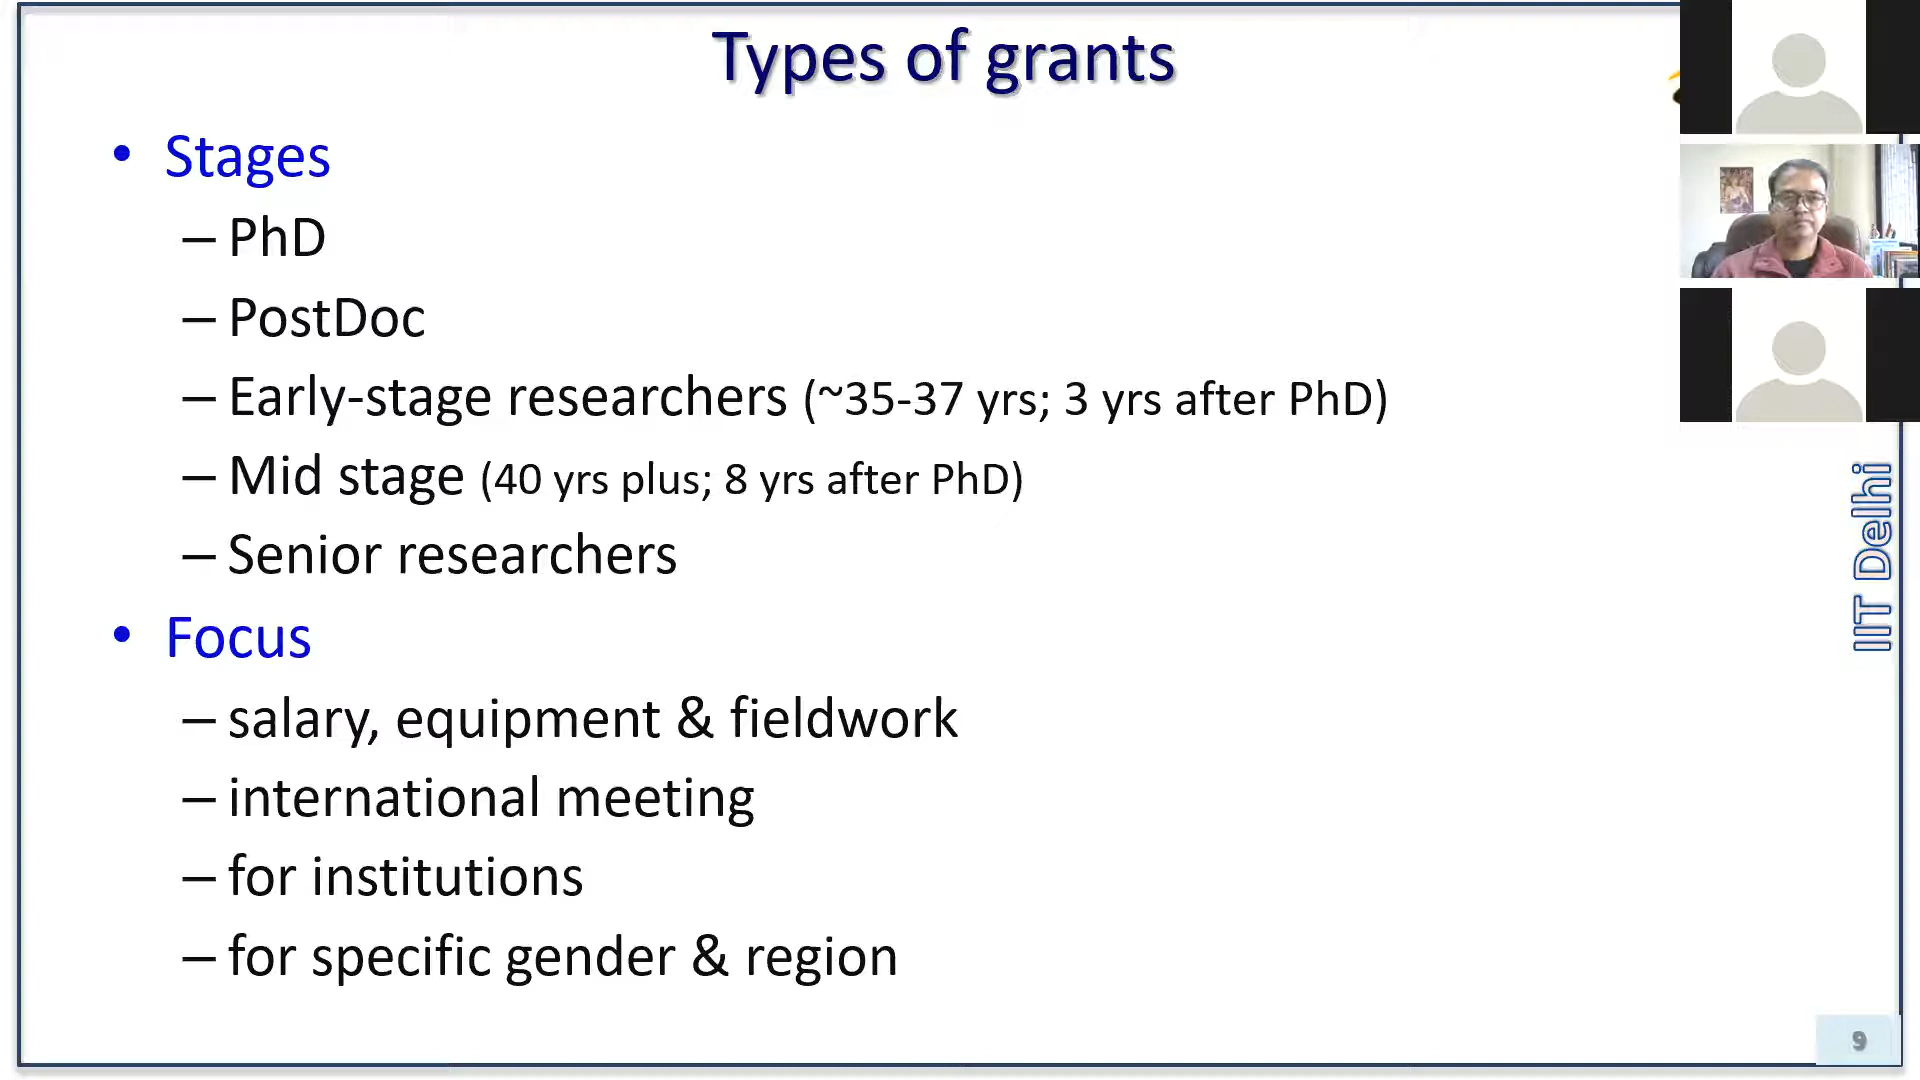 Types of grants
• Stages
– PhD
– PostDoc
– Early-stage researchers (~35-37 yrs; 3 yrs after PhD)
– Mid stage (40 yrs plus; 8 yrs after PhD)
– Senior researchers
• Focus
– salary, equipment & fieldwork
– international meeting
– for institutions
– for specific gender & region
IIT Delhi
9